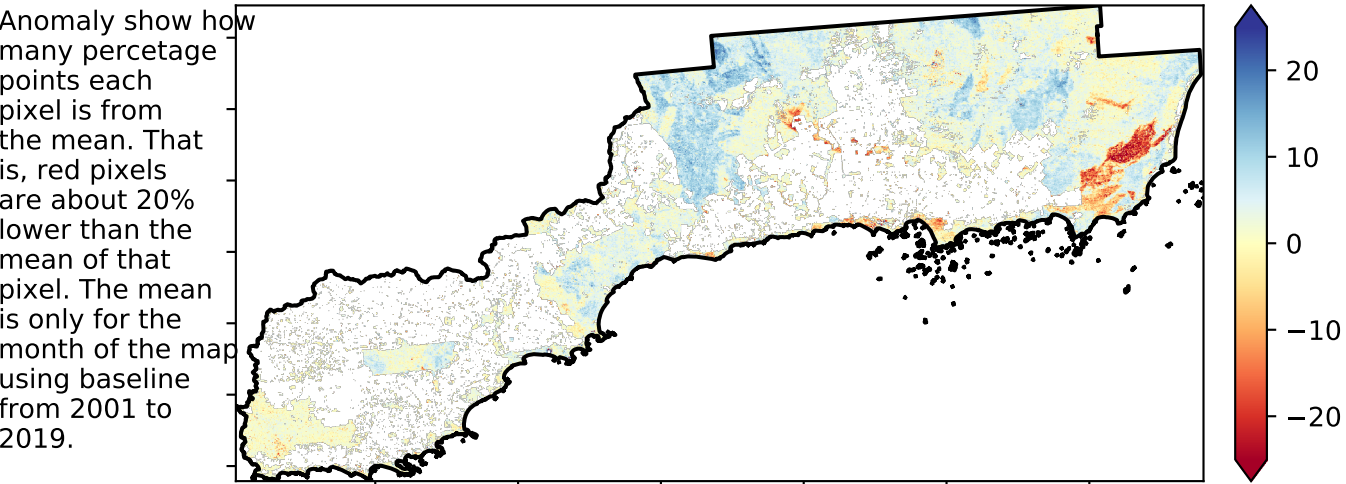 Anomaly show how
many percetage
points each
pixel is from
the mean. That
is, red pixels
are about 20%
lower than the
mean of that
pixel. The mean
is only for the
month of the map
using baseline
from 2001 to
2019.
20
10
0
−10
−20